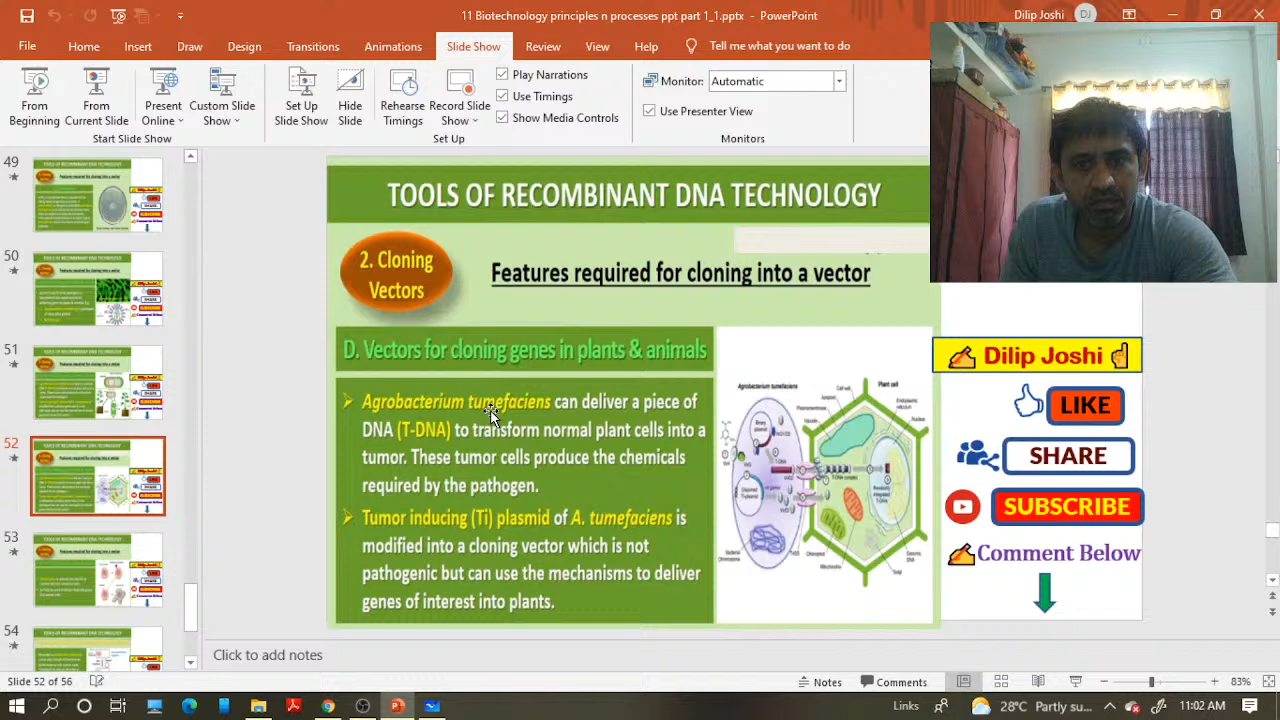 11 Biotechnology principles n processes ppt part 1_1.pptx - PowerPoint
File Home Insert Draw Design Transitions Animations Slide Show Review View Help Tell me what you want to do
From Beginning
From Current Slide
Present Online
Custom Slide Show
Set Up Slide Show
Hide Slide
Rehearse Timings
Record Slide Show
Play Narrations
Use Timings
Show Media Controls
Monitor: Automatic
Use Presenter View
Start Slide Show
Set Up
Monitors
49
50
51
52
53
54
TOOLS OF RECOMBINANT DNA TECHNOLOGY
2. Cloning
Vectors
Features required for cloning into a vector
D. Vectors for cloning genes in plants & animals
Agrobacterium tumefaciens can deliver a piece of
DNA (T-DNA) to transform normal plant cells into a
tumor. These tumor cells produce the chemicals
required by the pathogen.
Tumor inducing (Ti) plasmid of A. tumefaciens is
modified into a cloning vector which is not
pathogenic but can use the mechanisms to deliver
genes of interest into plants.
Agrobacterium tumefaciens
Plant cell
Dilip Joshi
LIKE
SHARE
SUBSCRIBE
Comment Below
Click to add notes
Slide 52 of 56
Notes
Comments
83%
Links
28°C Partly sunny
11:02 AM